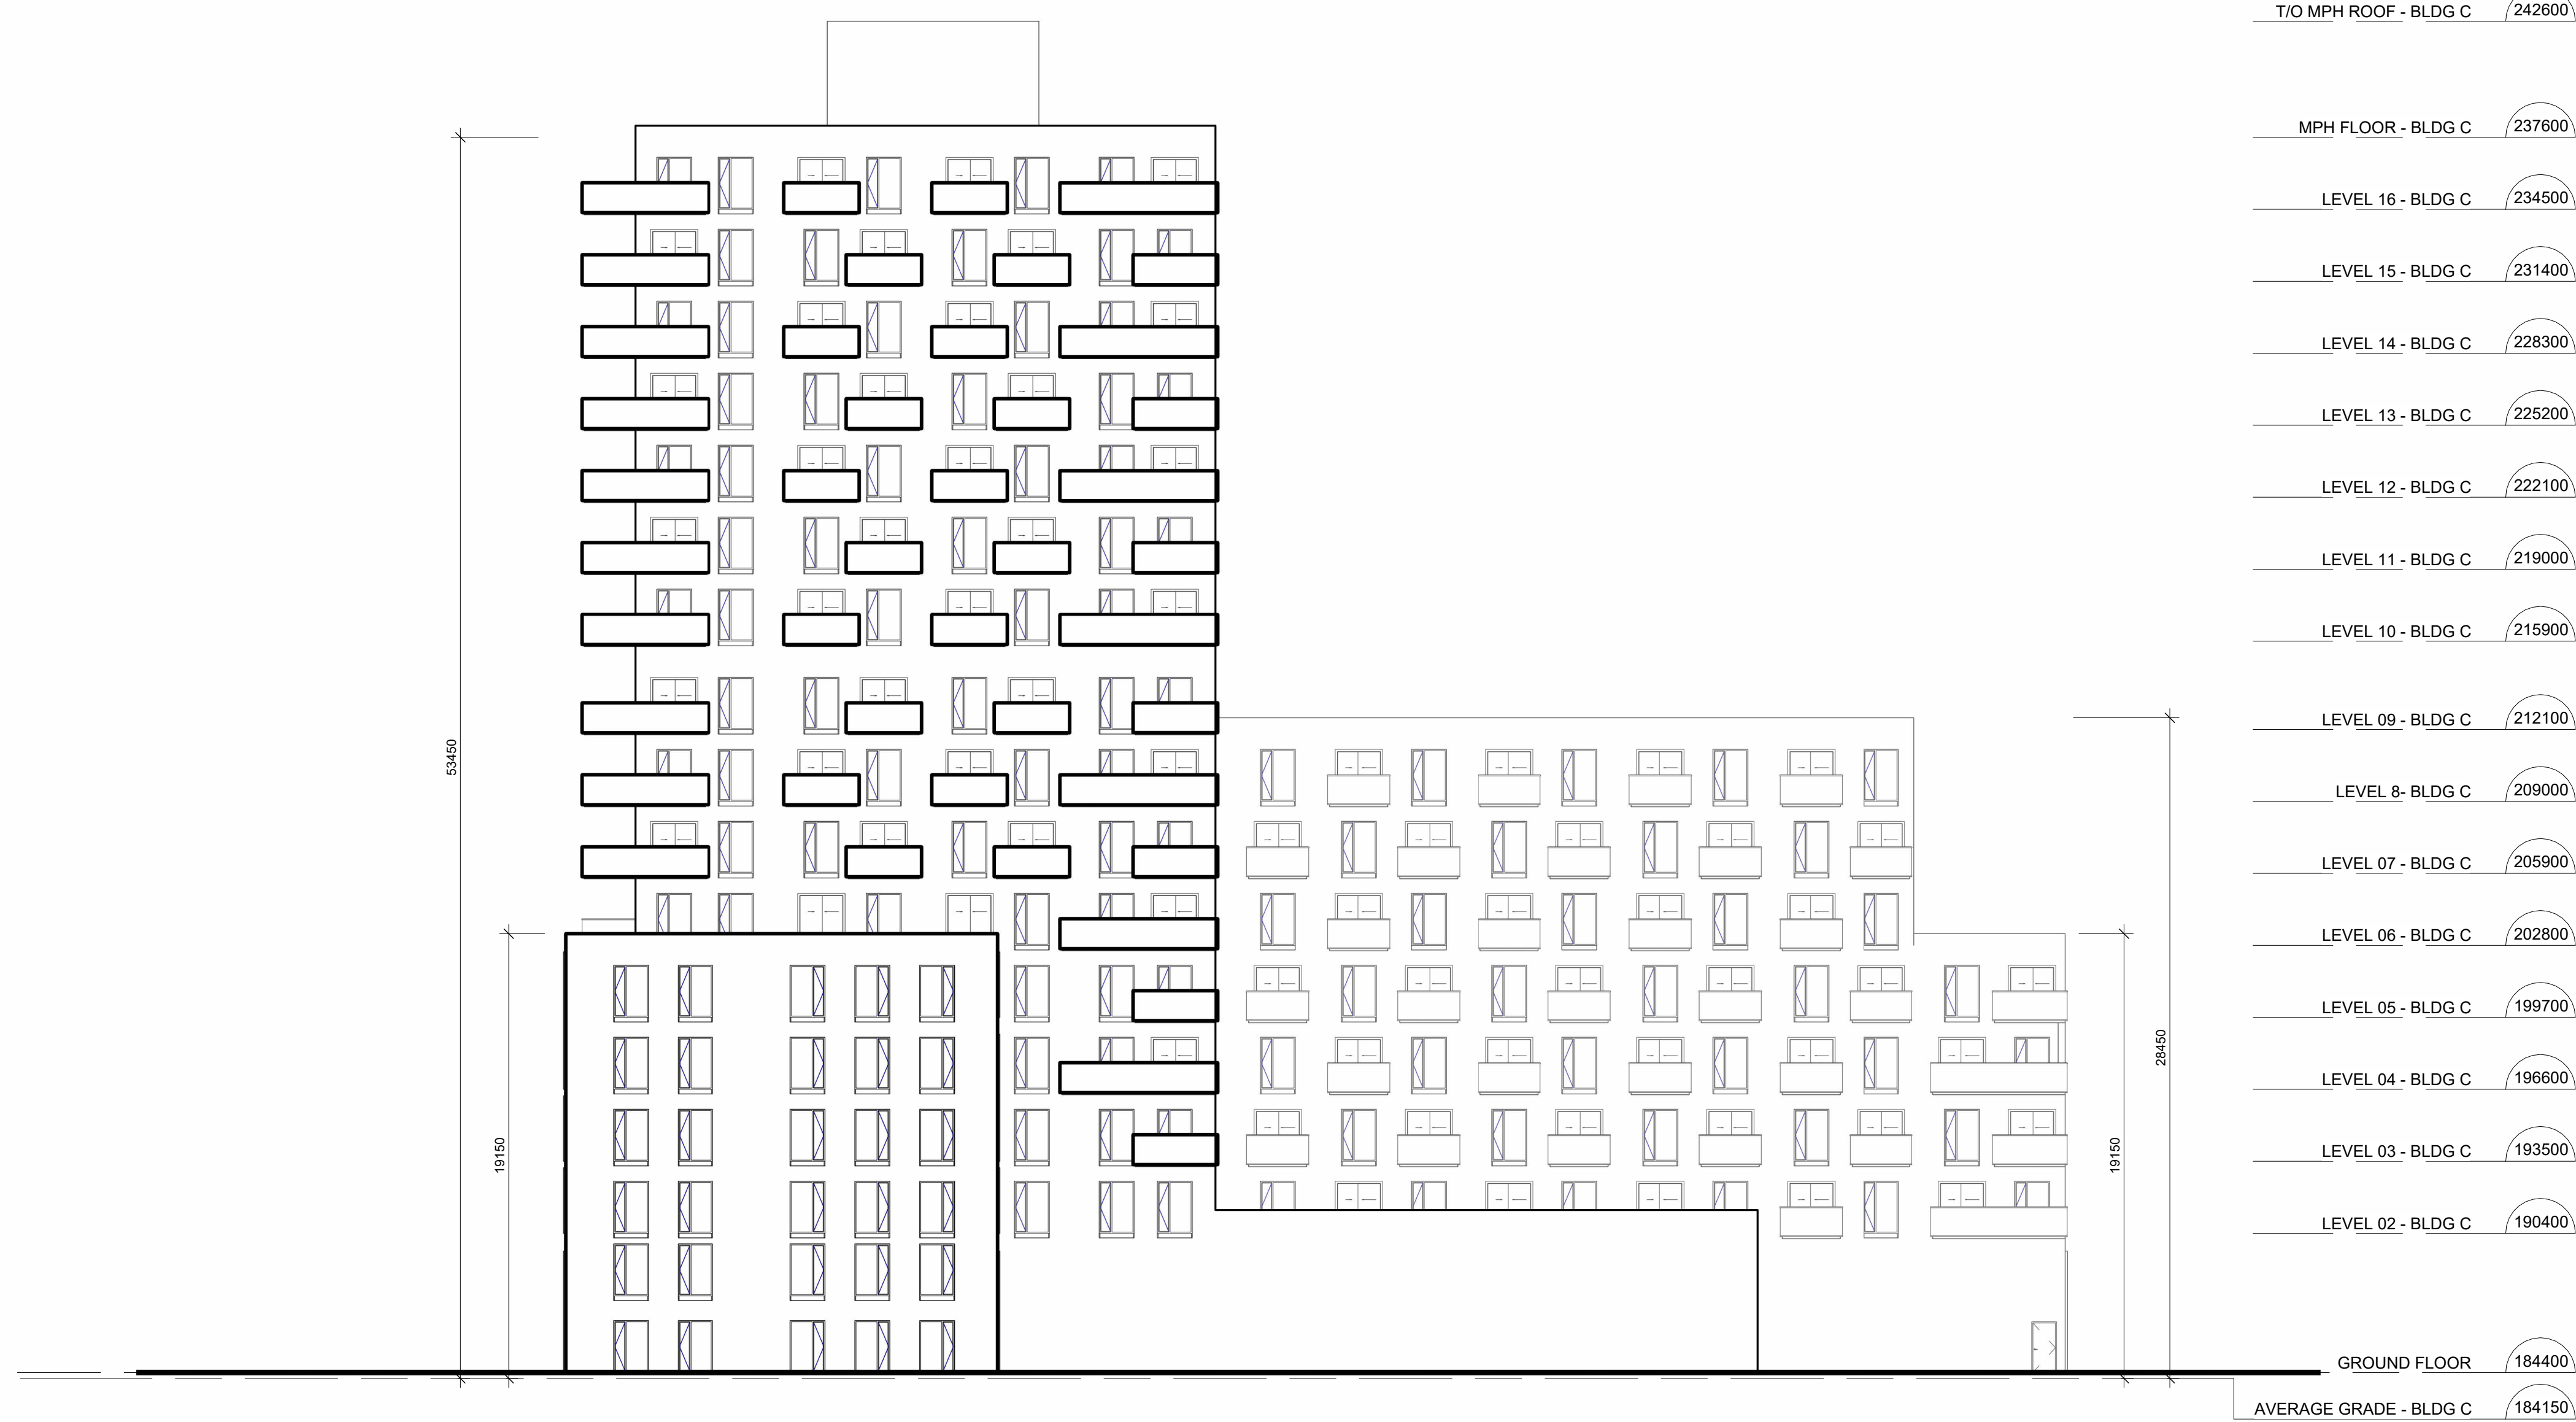 T/O MPH ROOF - BLDG C 242600
MPH FLOOR - BLDG C 237600
LEVEL 16 - BLDG C 234500
LEVEL 15 - BLDG C 231400
LEVEL 14 - BLDG C 228300
LEVEL 13 - BLDG C 225200
LEVEL 12 - BLDG C 222100
LEVEL 11 - BLDG C 219000
LEVEL 10 - BLDG C 215900
LEVEL 09 - BLDG C 212100
53450
LEVEL 8- BLDG C 209000
LEVEL 07 - BLDG C 205900
LEVEL 06 - BLDG C 202800
LEVEL 05 - BLDG C 199700
28450
LEVEL 04 - BLDG C 196600
19150
19150
LEVEL 03 - BLDG C 193500
LEVEL 02 - BLDG C 190400
GROUND FLOOR 184400
AVERAGE GRADE - BLDG C 184150